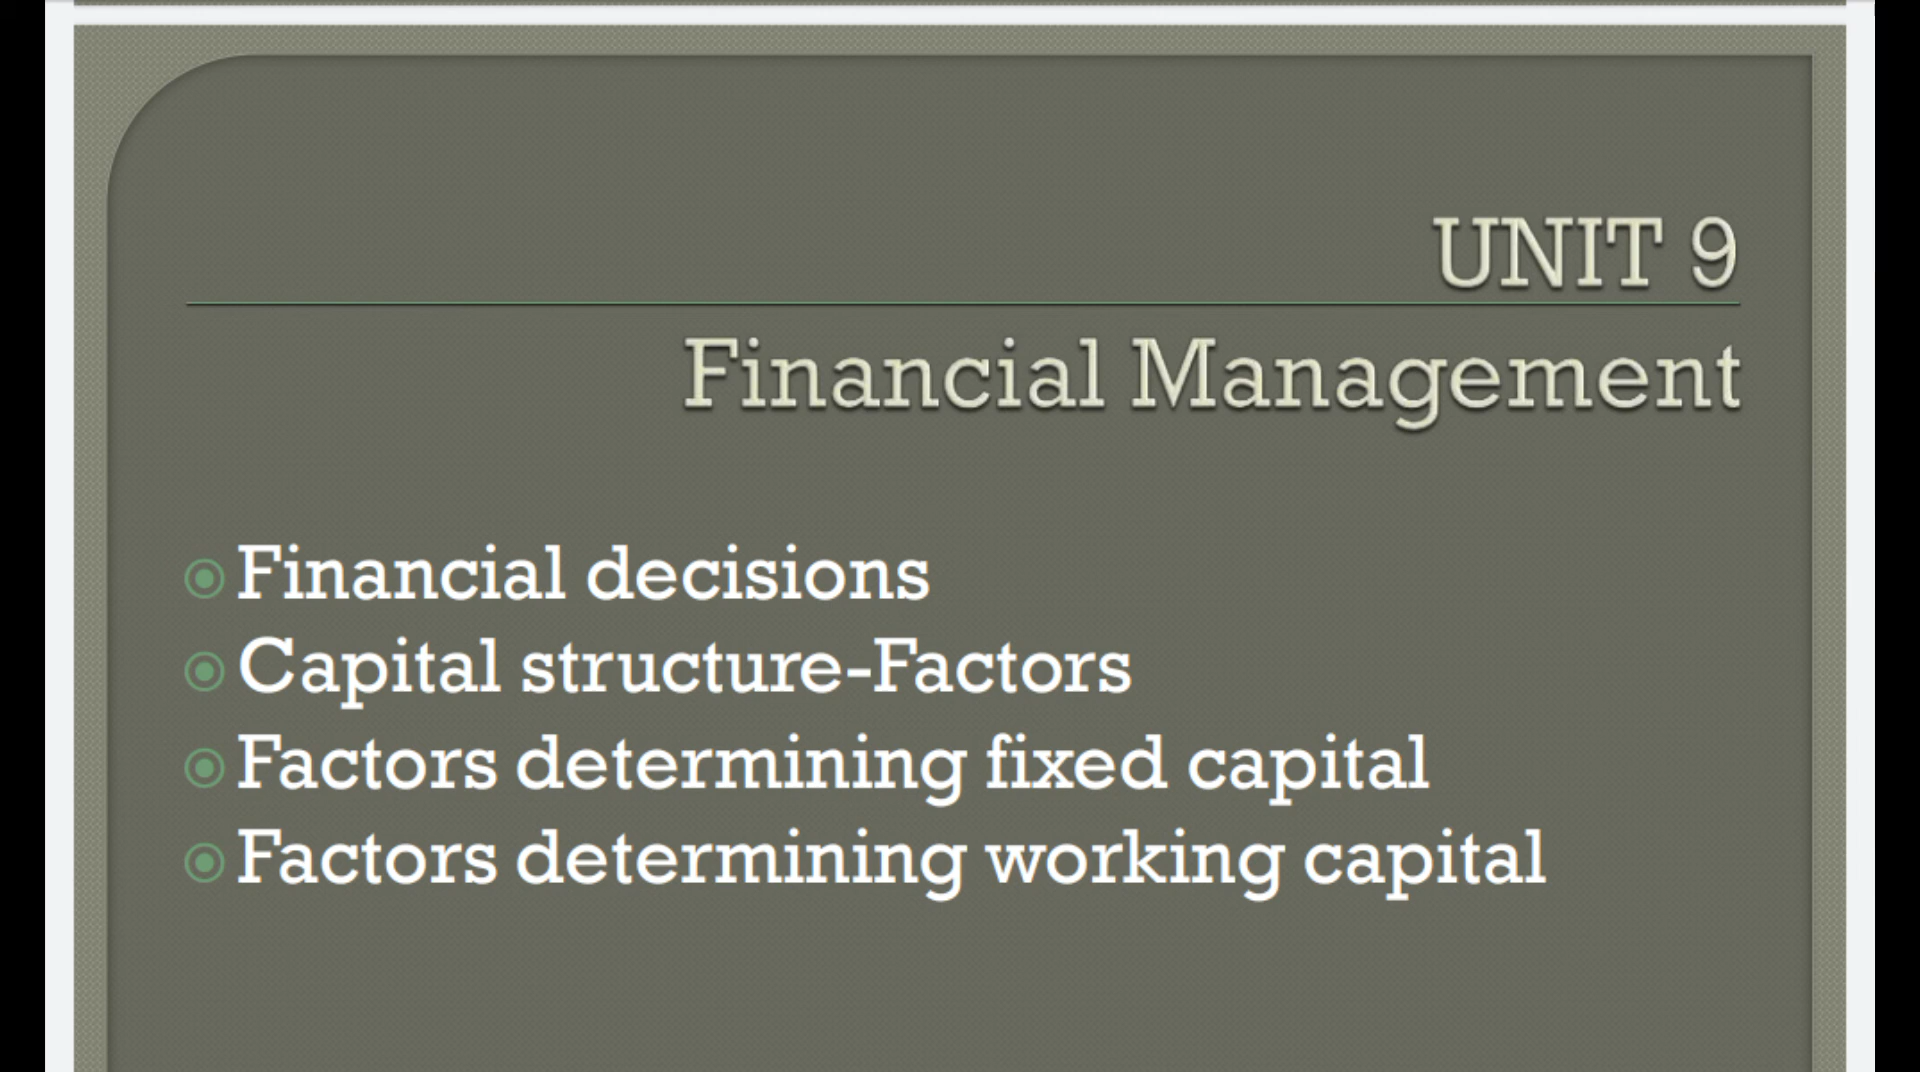 UNIT 9
Financial Management
Financial decisions
Capital structure-Factors
Factors determining fixed capital
Factors determining working capital